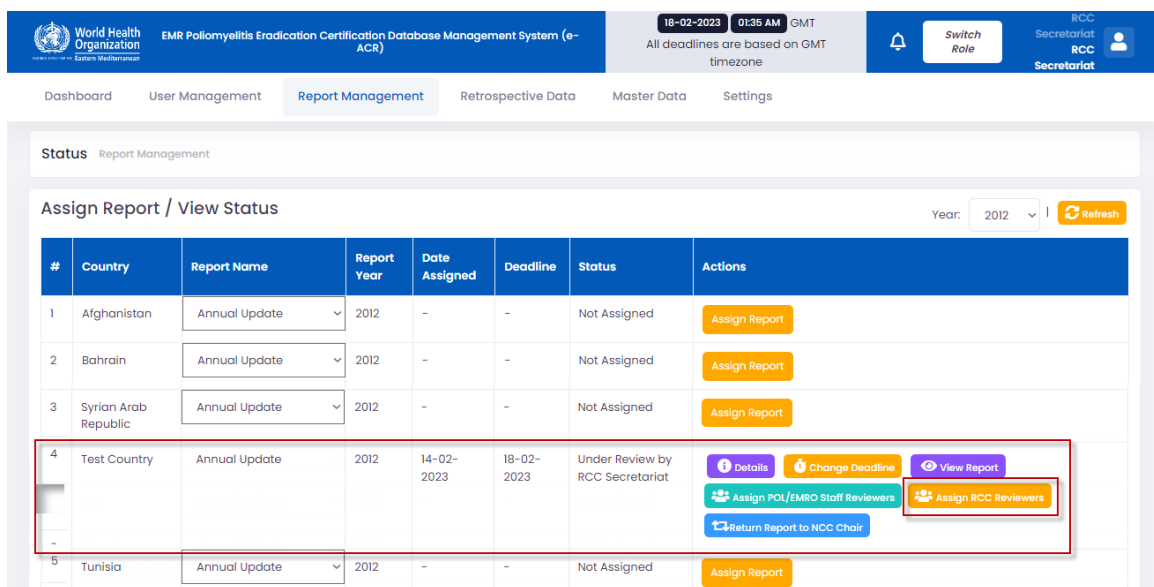 World Health
Organization
Eastern Mediterranean
EMR Poliomyelitis Eradication Certification Database Management System (e-
ACR)
18-02-2023 01:35 AM GMT
All deadlines are based on GMT
timezone
Switch
Role
RCC
Secretariat
RCC
Secretariat
Dashboard User Management Report Management Retrospective Data Master Data Settings
Status Report Management
Assign Report / View Status
Year: 2012 | Refresh
# Country Report Name Report Year Date Assigned Deadline Status Actions
1 Afghanistan Annual Update 2012 - - Not Assigned Assign Report
2 Bahrain Annual Update 2012 - - Not Assigned Assign Report
3 Syrian Arab Republic Annual Update 2012 - - Not Assigned Assign Report
4 Test Country Annual Update 2012 14-02-2023 18-02-2023 Under Review by RCC Secretariat Details Change Deadline View Report
Assign POL/EMRO Staff Reviewers Assign RCC Reviewers
Return Report to NCC Chair
5 Tunisia Annual Update 2012 - - Not Assigned Assign Report